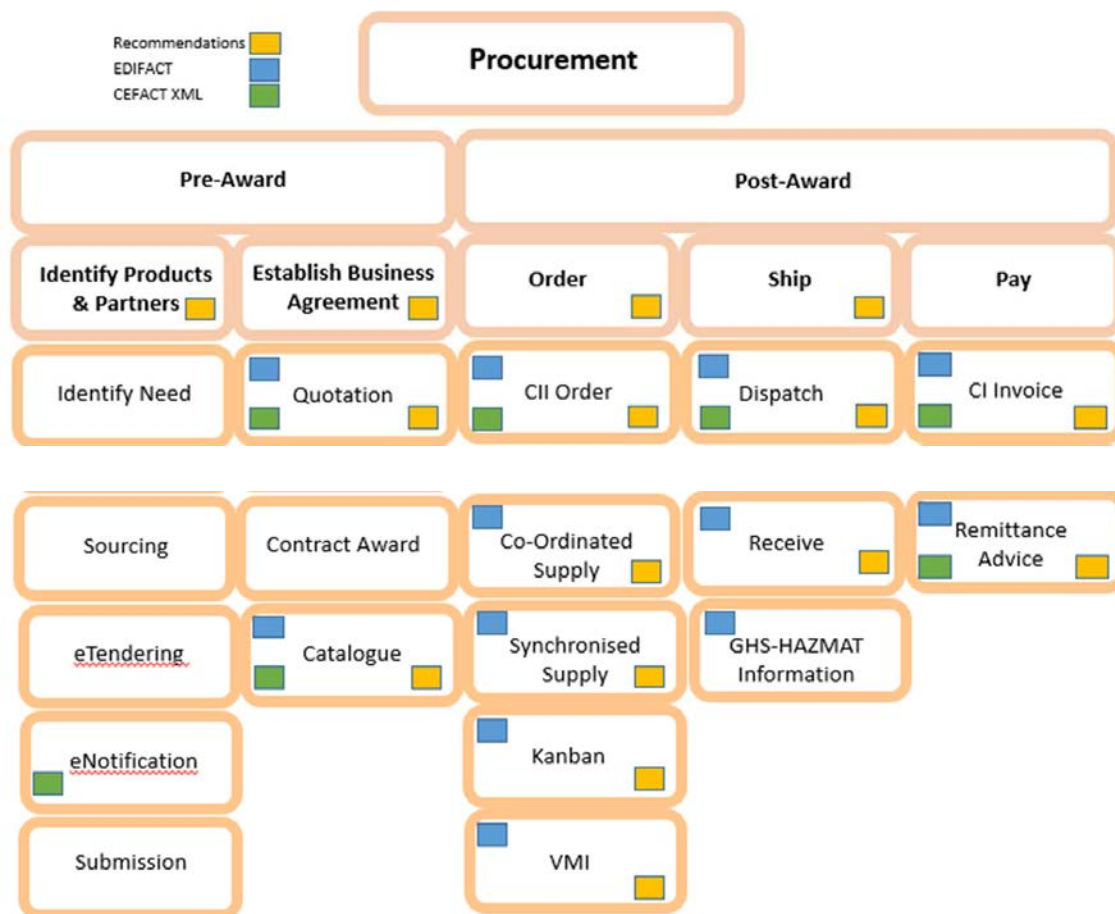 Recommendations
EDIFACT
CEFACT XML
Procurement
Pre-Award
Post-Award
Identify Products
& Partners
Establish Business
Agreement
Order
Ship
Pay
Identify Need
Quotation
CII Order
Dispatch
CI Invoice
Sourcing
Contract Award
Co-Ordinated
Supply
Receive
Remittance
Advice
eTendering
Catalogue
Synchronised
Supply
GHS-HAZMAT
Information
eNotification
Kanban
Submission
VMI